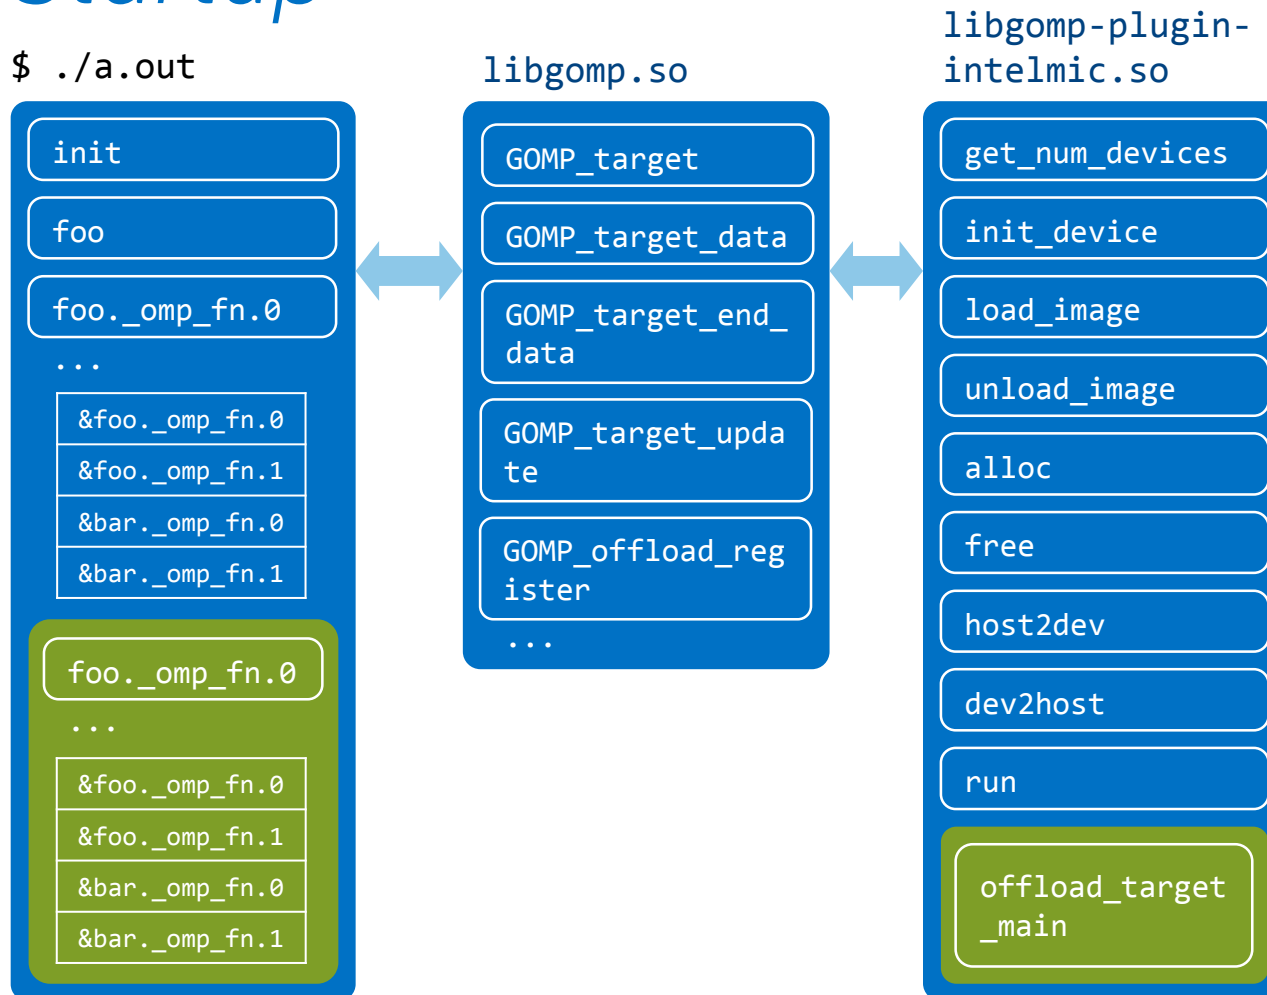 Startup
$ ./a.out
init
foo
foo._omp_fn.0
...
&foo._omp_fn.0
&foo._omp_fn.1
&bar._omp_fn.0
&bar._omp_fn.1
foo._omp_fn.0
...
&foo._omp_fn.0
&foo._omp_fn.1
&bar._omp_fn.0
&bar._omp_fn.1
libgomp.so
GOMP_target
GOMP_target_data
GOMP_target_end_
data
GOMP_target_upda
te
GOMP_offload_reg
ister
...
libgomp-plugin-
intelmic.so
get_num_devices
init_device
load_image
unload_image
alloc
free
host2dev
dev2host
run
offload_target
_main